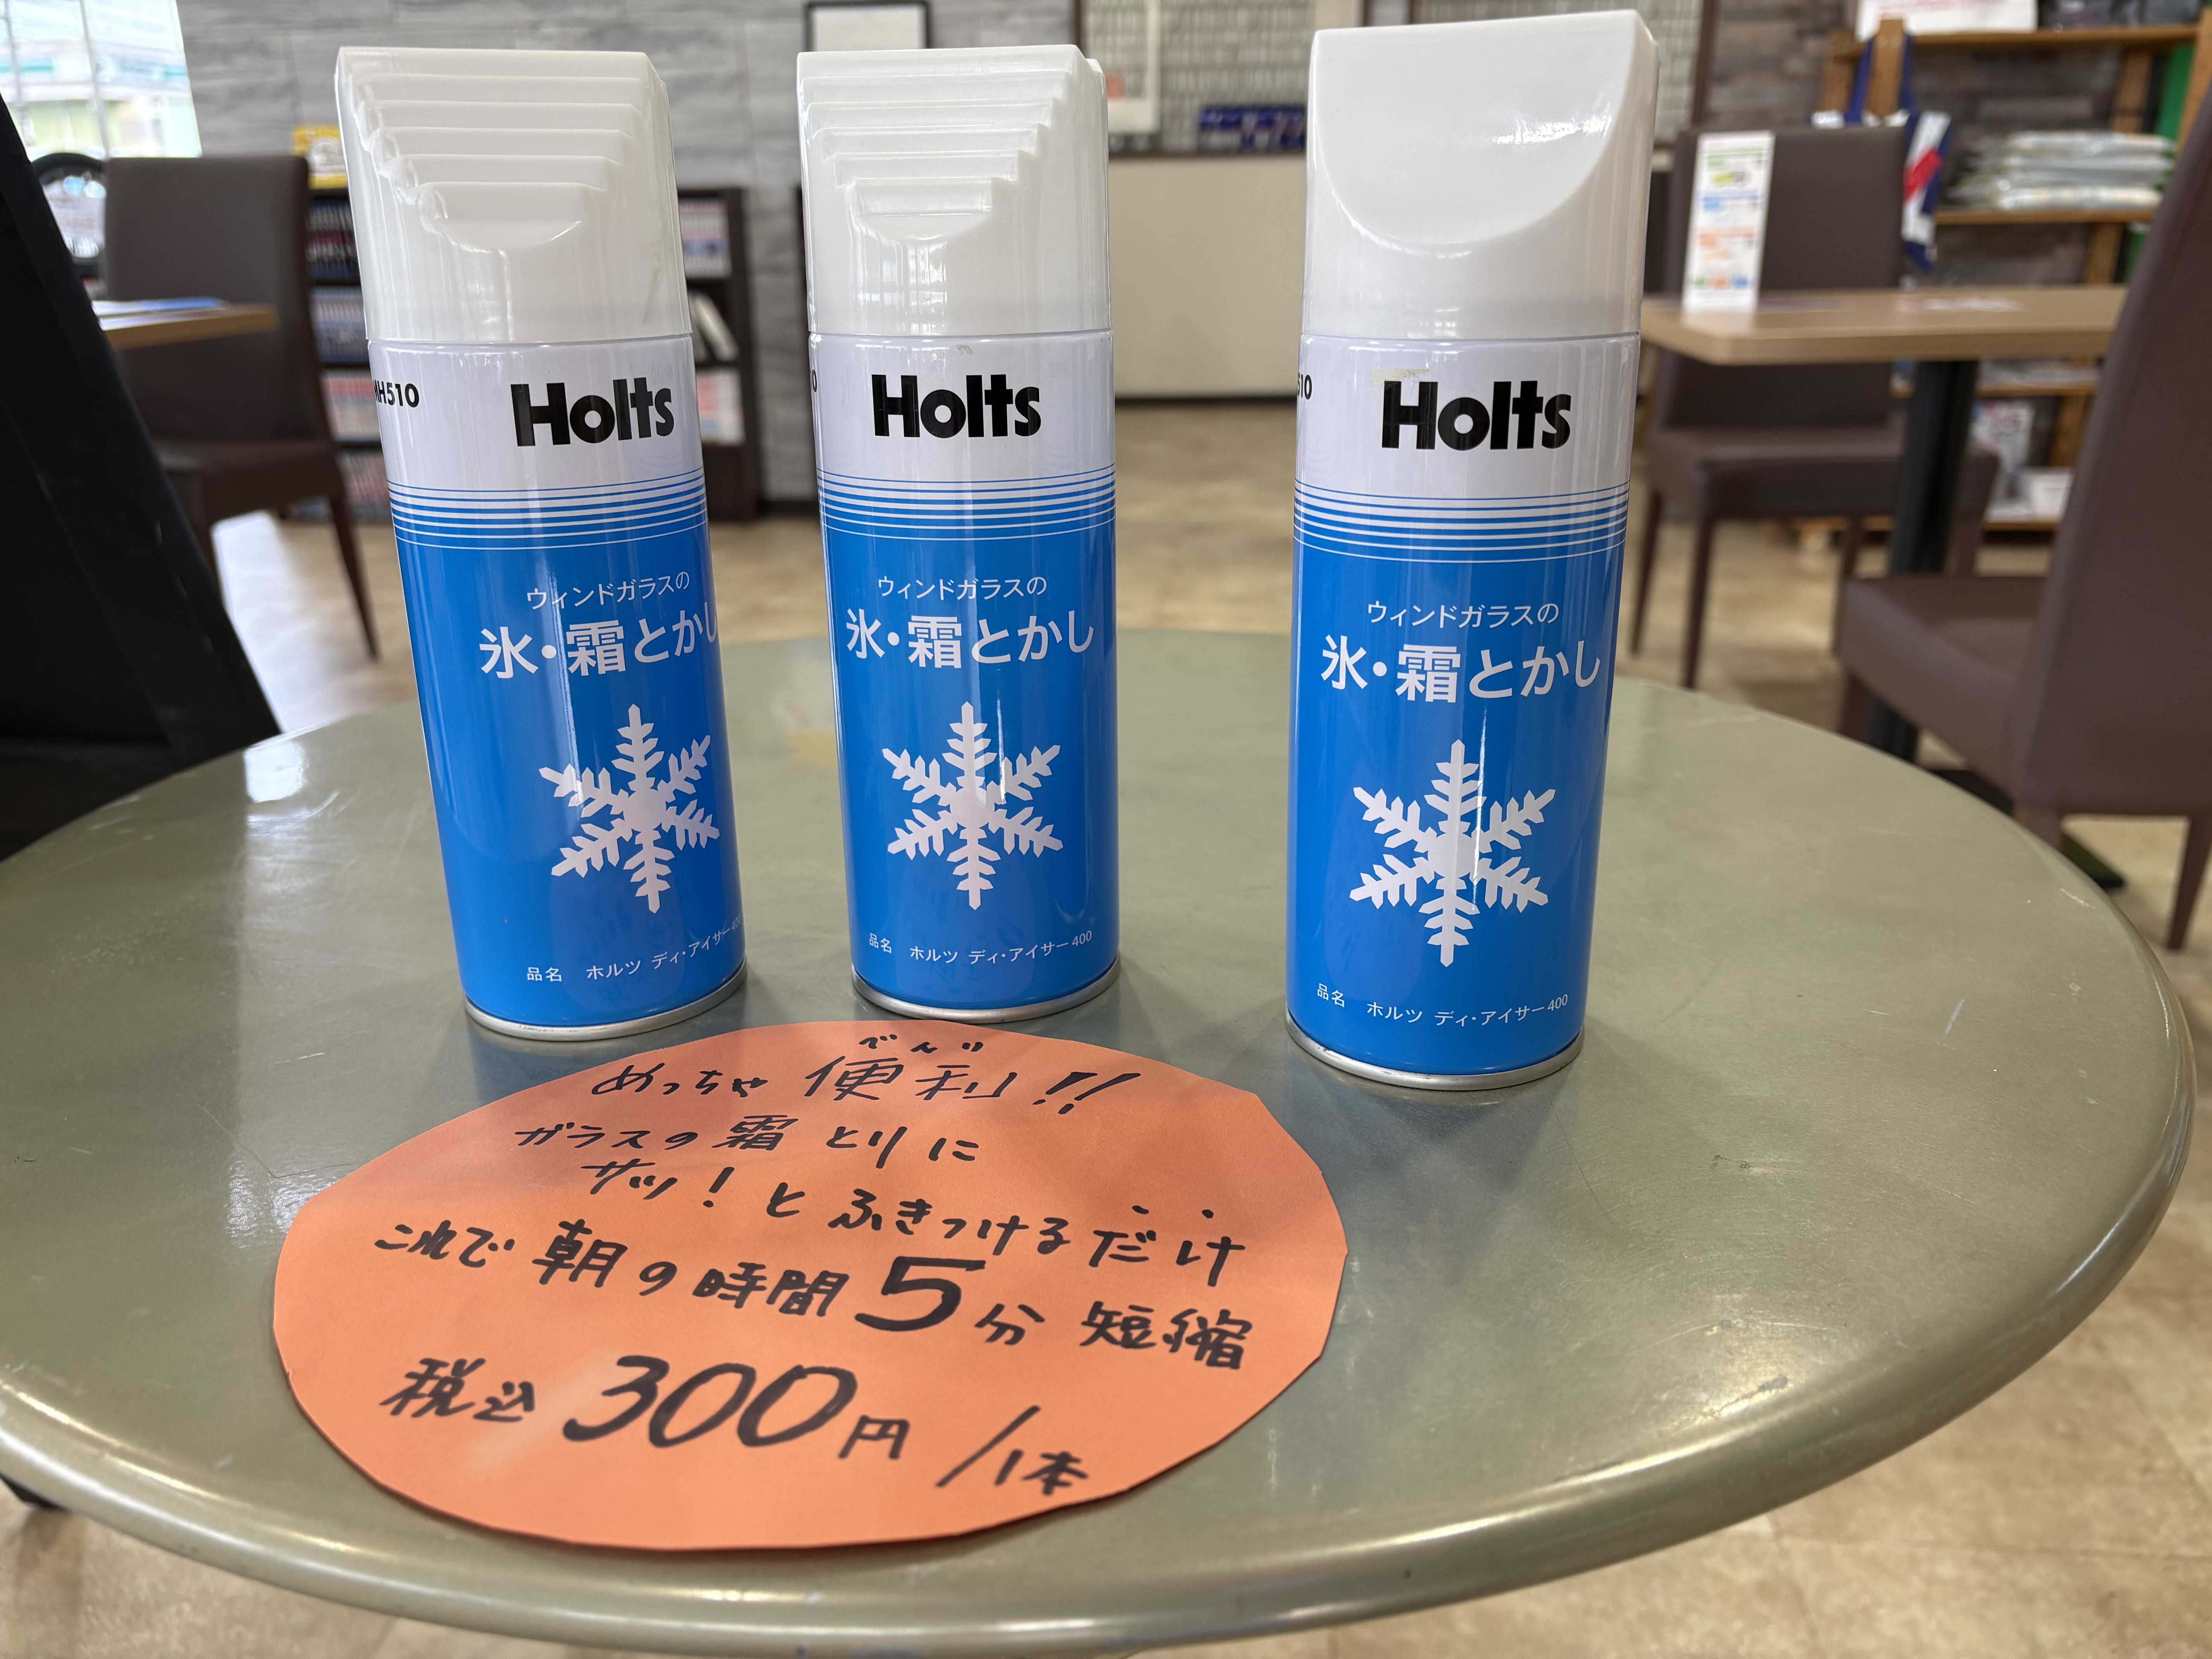 MH510
Holts
ウィンドガラスの
氷・霜とかし
品名 ホルツ ディ・アイサー400
Holts
ウィンドガラスの
氷・霜とかし
品名 ホルツ ディ・アイサー400
510
Holts
ウィンドガラスの
氷・霜とかし
品名 ホルツ ディ・アイサー400
べんり
めっちゃ便利!!
ガラスの霜とりに
サッ!とふきつけるだけ
これで朝の時間5分短縮
税込300円/1本